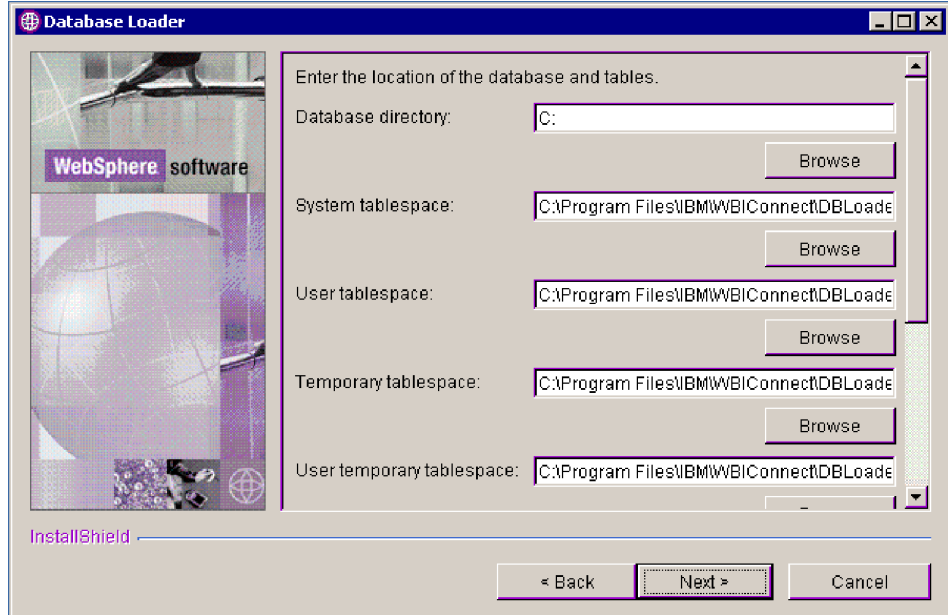 Database Loader
Enter the location of the database and tables.
Database directory:
C:
Browse
WebSphere software
System tablespace:
C:\Program Files\IBM\WBIConnect\DBLoade
Browse
User tablespace:
C:\Program Files\IBM\WBIConnect\DBLoade
Browse
Temporary tablespace:
C:\Program Files\IBM\WBIConnect\DBLoade
Browse
User temporary tablespace:
C:\Program Files\IBM\WBIConnect\DBLoade
InstallShield
< Back
Next >
Cancel